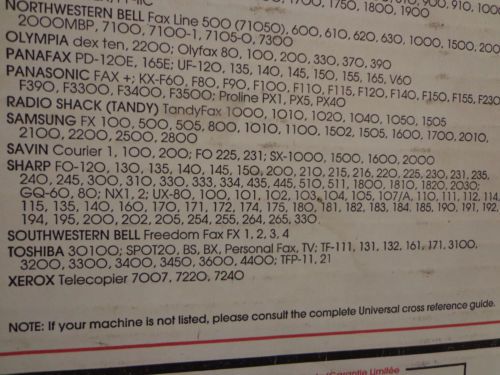 1700, 1750, 1800, 1900
NORTHWESTERN BELL Fax Line 500 (71050), 600, 610, 620, 630, 1000, 1500, 200
2000MBP, 7100, 7100-1, 7105-0, 7300
OLYMPIA dex ten, 2200; Olyfax 80, 100, 200, 330, 370, 390
PANAFAX PD-120E, 165E; UF-120, 135, 140, 145, 150, 155, 165, V60
PANASONIC FAX +; KX-F60, F80, F90, F100, F110, F115, F120, F140, F150, F155, F230
F390, F3300, F3400, F3500; Proline PX1, PX5, PX40
RADIO SHACK (TANDY) TandyFax 1000, 1010, 1020, 1040, 1050, 1505
SAMSUNG FX 100, 500, 505, 800, 1010, 1100, 1502, 1505, 1600, 1700, 2010,
2100, 2200, 2500, 2800
SAVIN Courier 1, 100, 200; FO 225, 231; SX-1000, 1500, 1600, 2000
SHARP FO-120, 130, 135, 140, 145, 150, 200, 210, 215, 216, 220, 225, 230, 231, 235,
240, 245, 300, 310, 330, 333, 334, 435, 445, 510, 511, 1800, 1810, 1820, 2030;
GQ-60, 80; NX1, 2; UX-80, 100, 101, 102, 103, 104, 105, 107/A, 110, 111, 112, 114,
115, 135, 140, 160, 170, 171, 172, 174, 175, 180, 181, 182, 183, 184, 185, 190, 191, 192,
194, 195, 200, 202, 205, 254, 255, 264, 265, 330
SOUTHWESTERN BELL Freedom Fax FX 1, 2, 3, 4
TOSHIBA 30100; SPOT20, BS, BX, Personal Fax, TV; TF-111, 131, 132, 161, 171, 3100,
3200, 3300, 3400, 3450, 3600, 4400; TFP-11, 21
XEROX Telecopier 7007, 7220, 7240
NOTE: If your machine is not listed, please consult the complete Universal cross reference guide.
Garantie Limitée